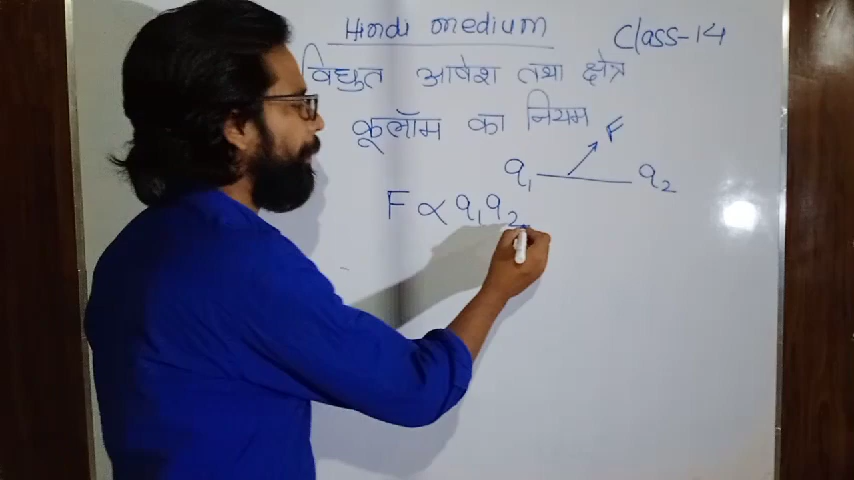 Hindi medium
Class-14
विधुत आवेश तथा क्षेत्र
कूलॉम का नियम
F
q₁ q₂
F ∝ q₁q₂